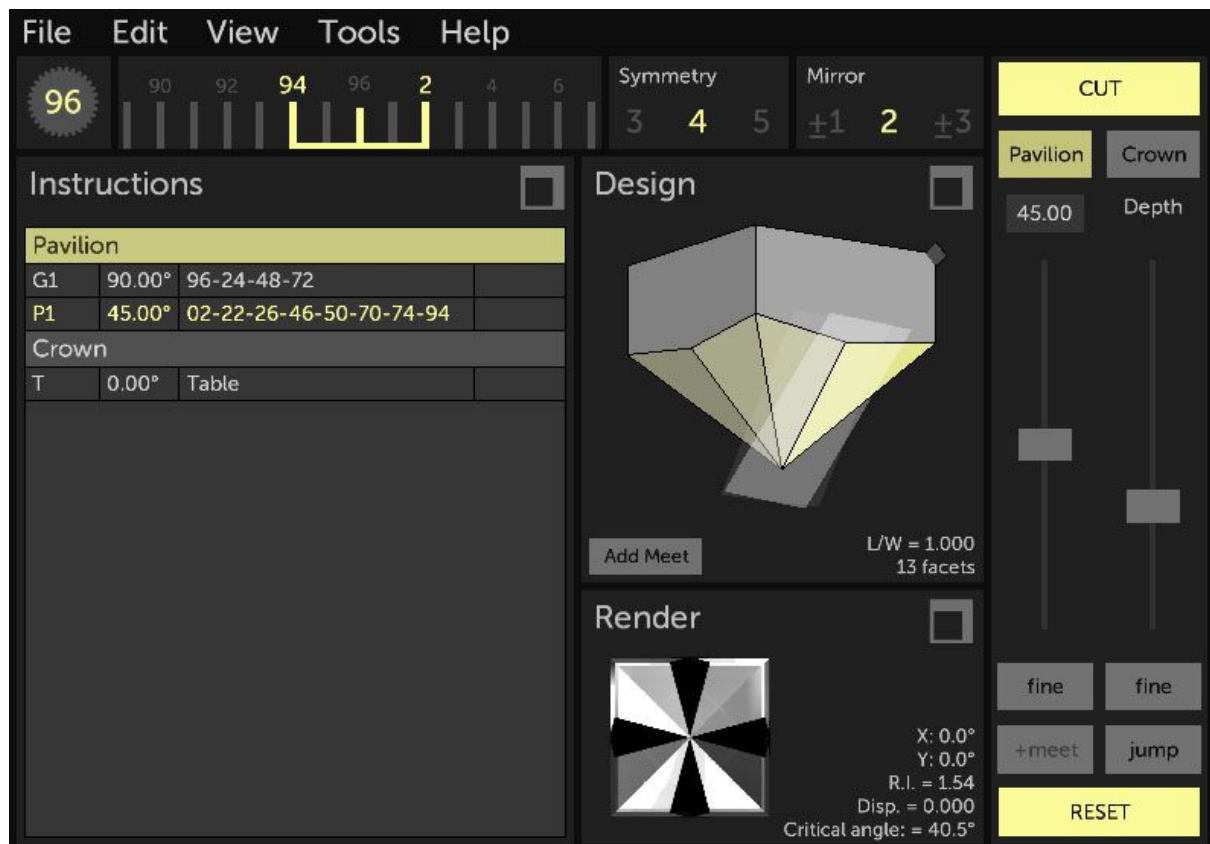 File Edit View Tools Help
96
90 92 94 96 2 4 6
Symmetry
3 4 5
Mirror
±1 2 ±3
CUT
Pavilion Crown
45.00 Depth
Instructions
Pavilion
G1 90.00° 96-24-48-72
P1 45.00° 02-22-26-46-50-70-74-94
Crown
T 0.00° Table
Design
Add Meet
L/W = 1.000
13 facets
Render
X: 0.0°
Y: 0.0°
R.I. = 1.54
Disp. = 0.000
Critical angle: = 40.5°
fine fine
+meet jump
RESET